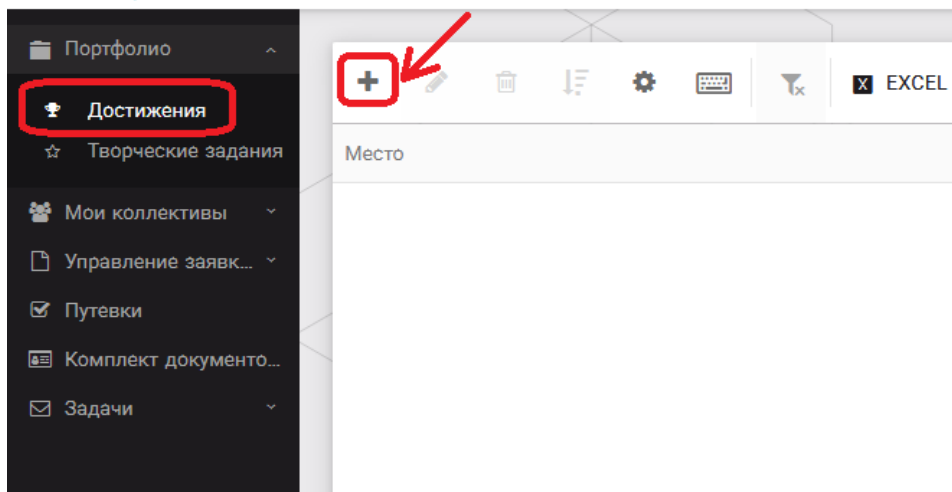 Портфолио
Достижения
Творческие задания
Мои коллективы
Управление заявк...
Путевки
Комплект документо...
Задачи
X EXCEL
Место